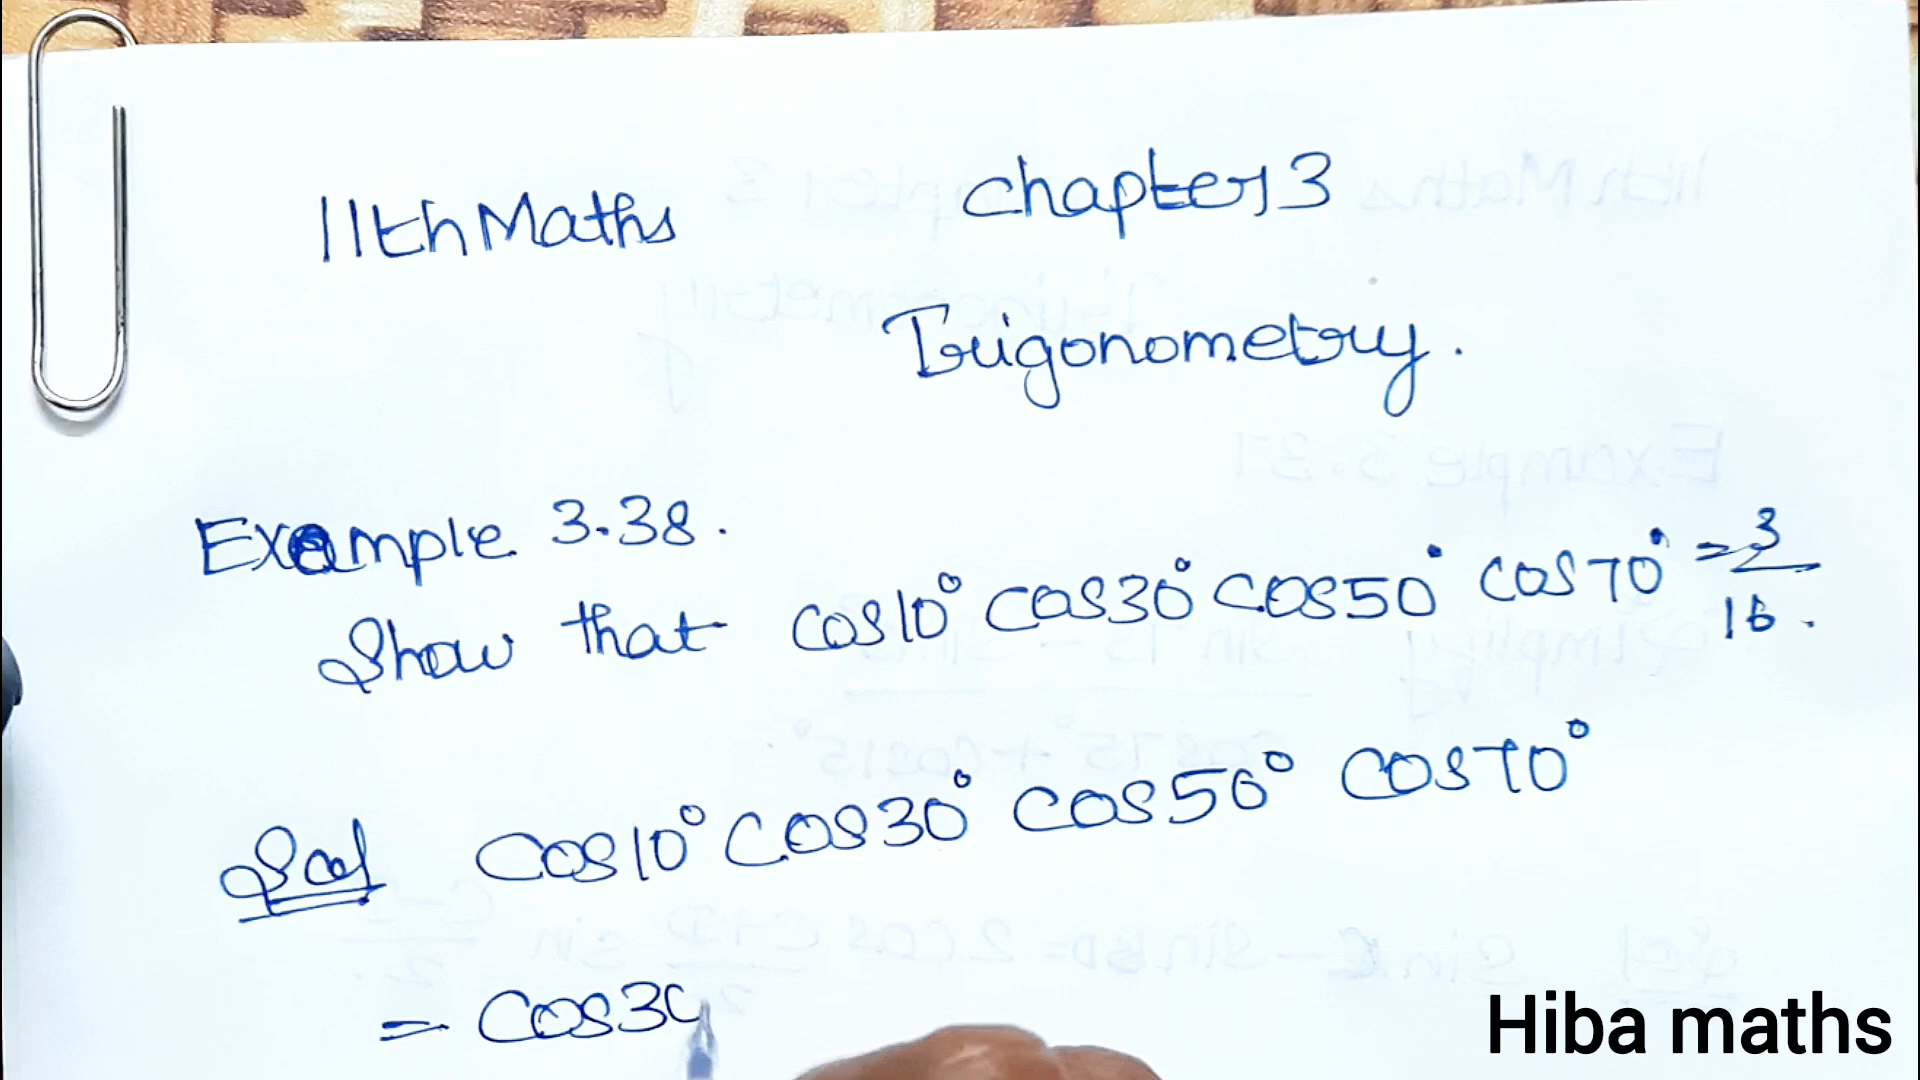 11th Maths chapter 3
Trigonometry.
Example 3.38.
Show that cos10° cos30° cos50° cos70° = 3/16.
Sol cos10° cos30° cos50° cos70°
= cos30
Hiba maths